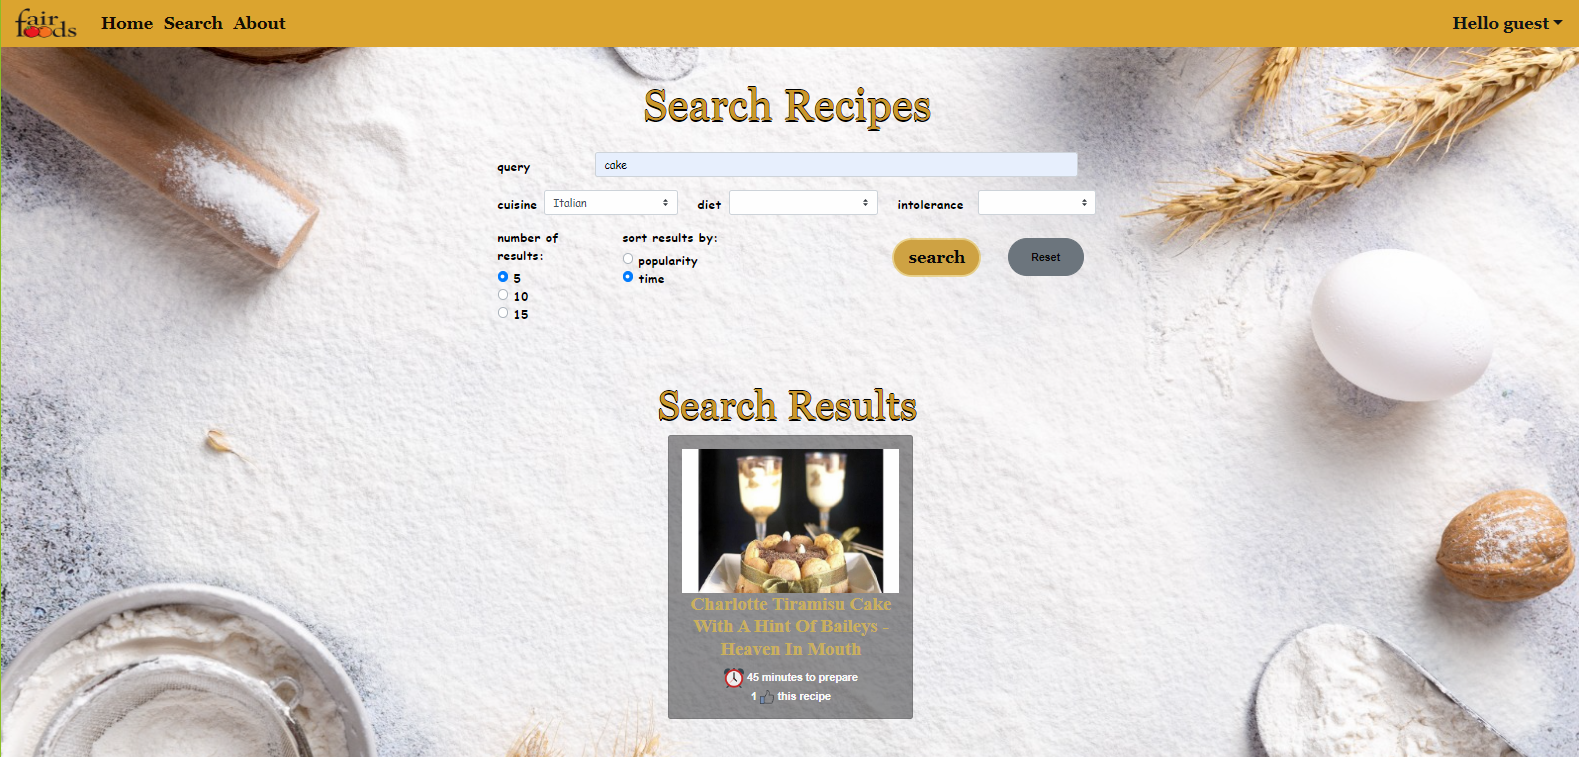 fair foods
Home Search About
Hello guest
Search Recipes
query cake
cuisine Italian diet intolerance
number of results:
5
10
15
sort results by:
popularity
time
search
Reset
Search Results
Charlotte Tiramisu Cake
With A Hint Of Baileys -
Heaven In Mouth
45 minutes to prepare
1 this recipe